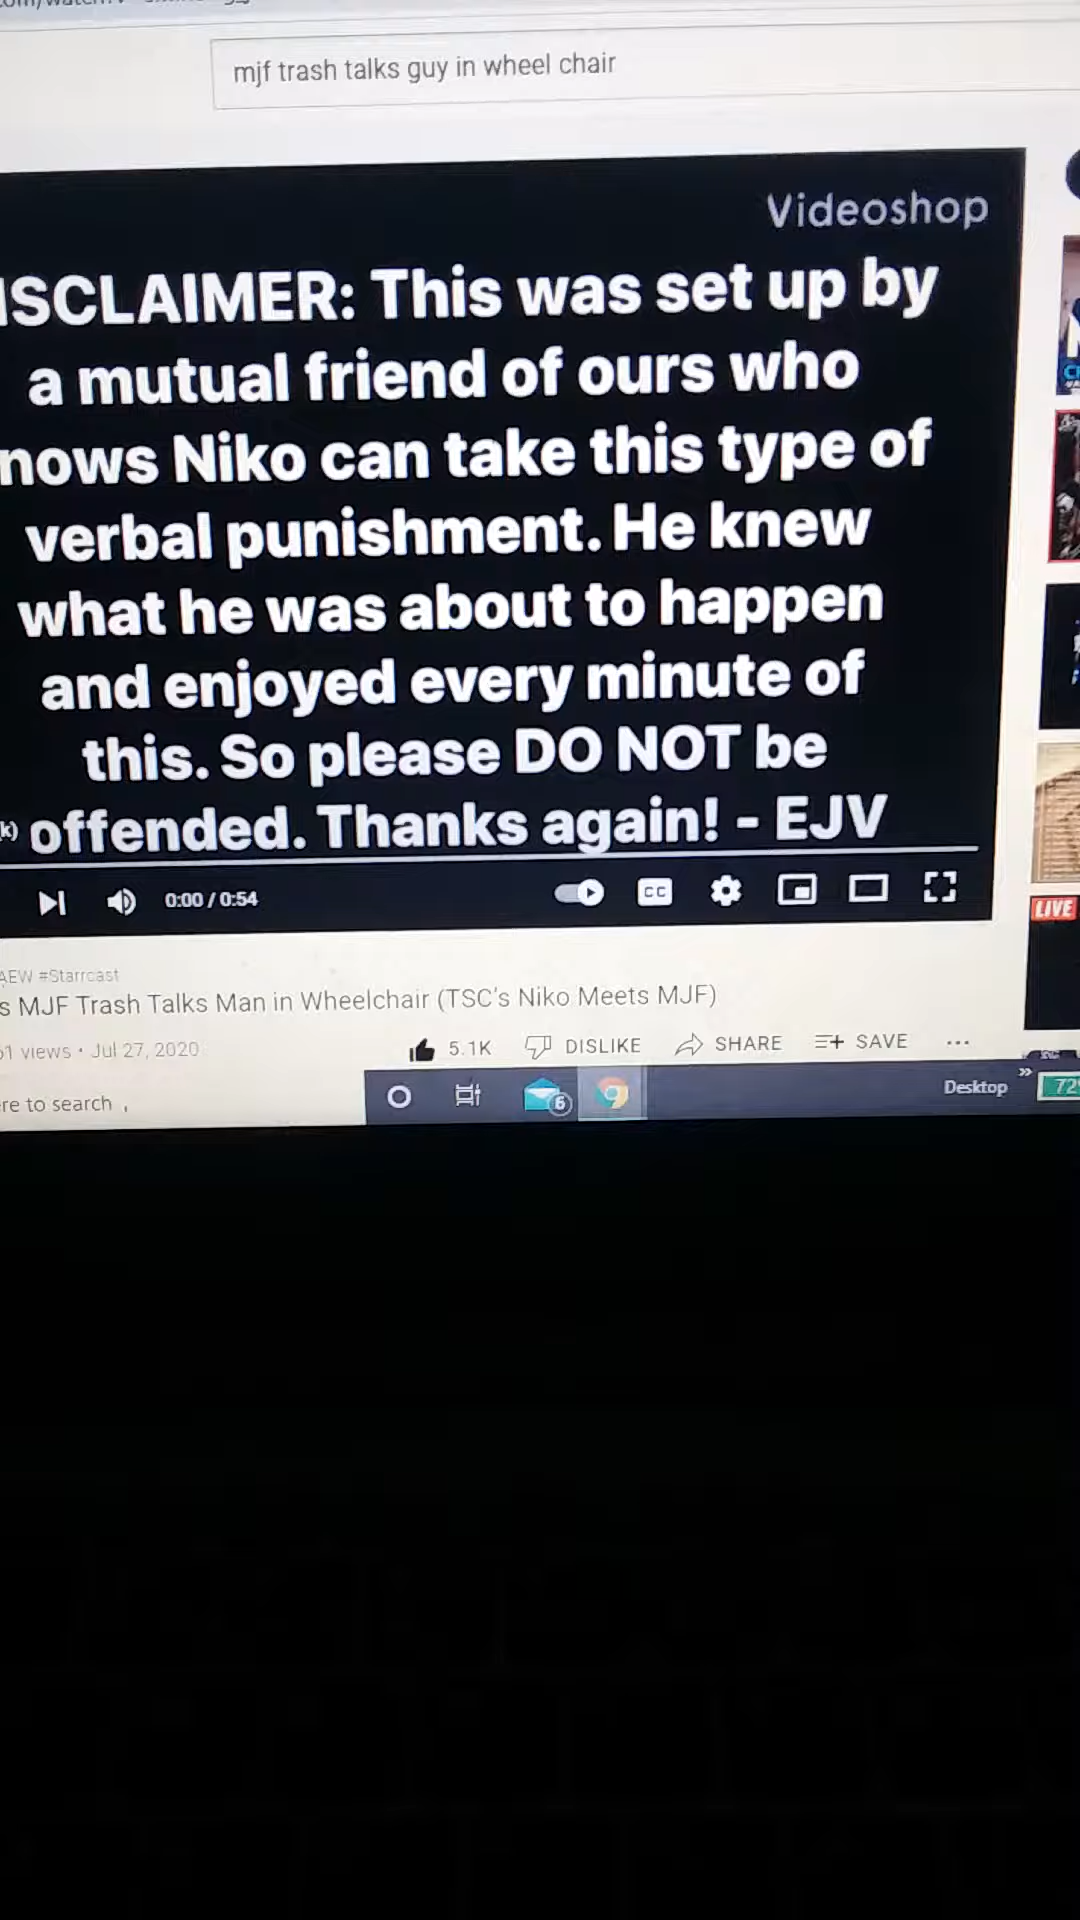 mjf trash talks guy in wheel chair
Videoshop
ISCLAIMER: This was set up by
a mutual friend of ours who
nows Niko can take this type of
verbal punishment. He knew
what he was about to happen
and enjoyed every minute of
this. So please DO NOT be
k) offended. Thanks again! - EJV
0:00 / 0:54
CC
LIVE
AEW #Starrcast
s MJF Trash Talks Man in Wheelchair (TSC's Niko Meets MJF)
51 views • Jul 27, 2020
5.1K DISLIKE SHARE SAVE ...
re to search
6
Desktop
»
72